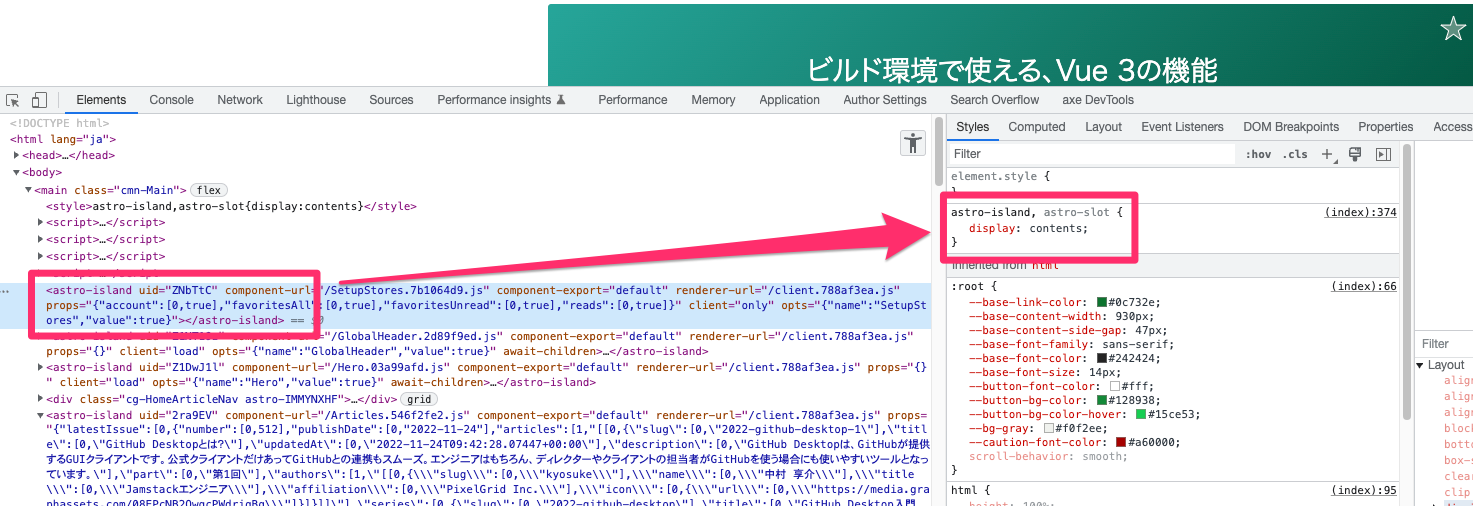 ビルド環境で使える、Vue 3の機能
Elements Console Network Lighthouse Sources Performance insights Performance Memory Application Author Settings Search Overflow axe DevTools
<!DOCTYPE html>
<html lang="ja">
<head>…</head>
<body>
<main class="cmn-Main"> flex
<style>astro-island,astro-slot{display:contents}</style>
<script>…</script>
<script>…</script>
<script>…</script>
<script>…</script>
<astro-island uid="ZNbTtC" component-url="/SetupStores.7b1064d9.js" component-export="default" renderer-url="/client.788af3ea.js"
props="{"account":[0,true],"favoritesAll":[0,true],"favoritesUnread":[0,true],"reads":[0,true]}" client="only" opts="{"name":"SetupSt
ores","value":true}"></astro-island> == $0
component-url="/GlobalHeader.2d89f9ed.js" component-export="default" renderer-url="/client.788af3ea.js"
props="{}" client="load" opts="{"name":"GlobalHeader","value":true}" await-children>…</astro-island>
<astro-island uid="Z1DwJ1l" component-url="/Hero.03a99afd.js" component-export="default" renderer-url="/client.788af3ea.js" props="{}
" client="load" opts="{"name":"Hero","value":true}" await-children>…</astro-island>
<div class="cg-HomeArticleNav astro-IMMYNXHF">…</div> grid
<astro-island uid="2ra9EV" component-url="/Articles.546f2fe2.js" component-export="default" renderer-url="/client.788af3ea.js" props=
"{"latestIssue":[0,{"number":[0,512],"publishDate":[0,"2022-11-24"],"articles":[1,"[[0,{\"slug\":[0,\"2022-github-desktop-1\"],\"titl
e\":[0,\"GitHub Desktopとは?\"],\"updatedAt\":[0,\"2022-11-24T09:42:28.07447+00:00\"],\"description\":[0,\"GitHub Desktopは、GitHubが提供
するGUIクライアントです。公式クライアントだけあってGitHubとの連携もスムーズ。エンジニアはもちろん、ディレクターやクライアントの担当者がGitHubを使う場合にも使いやすいツールとなっ
ています。\"],\"part\":[0,\"第1回\"],\"authors\":[1,\"[[0,{\\\"slug\\\":[0,\\\"kyosuke\\\"],\\\"name\\\":[0,\\\"中村 享介\\\"],\\\"title
\\\":[0,\\\"Jamstackエンジニア\\\"],\\\"affiliation\\\":[0,\\\"PixelGrid Inc.\\\"],\\\"icon\\\":[0,{\\\"url\\\":[0,\\\"https://media.gra
Styles Computed Layout Event Listeners DOM Breakpoints Properties Access
Filter :hov .cls
element.style {
}
astro-island, astro-slot { (index):374
display: contents;
}
Inherited from html
:root { (index):66
--base-link-color: #0c732e;
--base-content-width: 930px;
--base-content-side-gap: 47px;
--base-font-family: sans-serif;
--base-font-color: #242424;
--base-font-size: 14px;
--button-font-color: #fff;
--button-bg-color: #128938;
--button-bg-color-hover: #15ce53;
--bg-gray: #f0f2ee;
--caution-font-color: #a60000;
scroll-behavior: smooth;
}
html { (index):95
height: 100%;
Filter
Layout
alig
alig
alig
bloc
bott
box-s
clear
clip